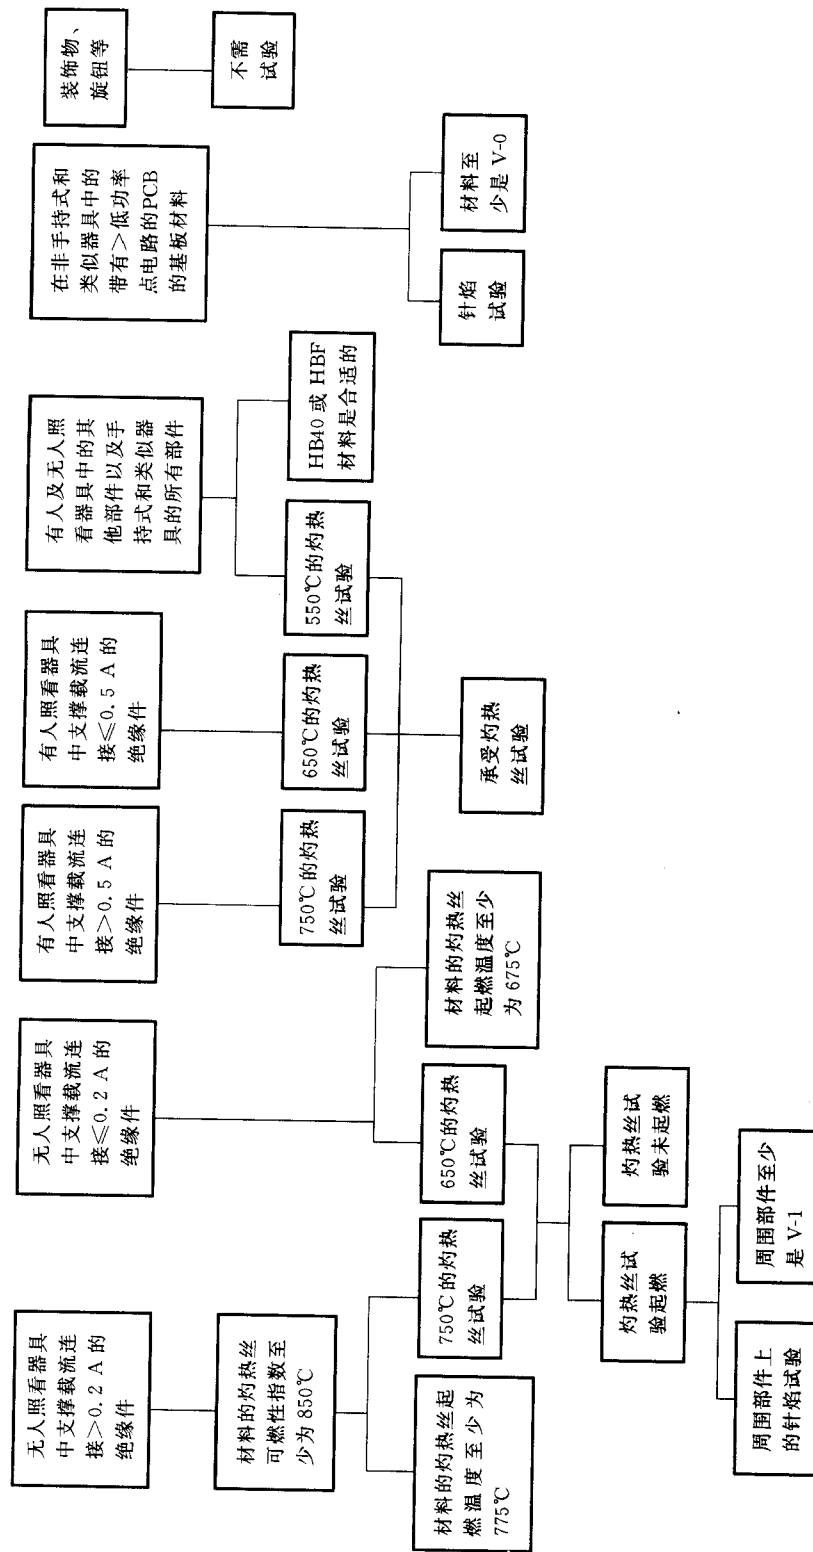 无人照看器具
中支撑载流连
接＞0.2 A 的
绝缘件
无人照看器具
中支撑载流连
接≤0.2 A 的
绝缘件
有人照看器具
中支撑载流连
接＞0.5 A 的
绝缘件
有人照看器具
中支撑载流连
接≤0.5 A 的
绝缘件
有人及无人照
看器具中的其
他部件以及手
持式和类似器
具的所有部件
在非手持式和
类似器具中的
带有＞低功率
点电路的PCB
的基板材料
装饰物、
旋钮等
材料的灼热丝
可燃性指数至
少为 850℃
750℃的灼热
丝试验
650℃的灼热
丝试验
550℃的灼热
丝试验
HB40 或 HBF
材料是合适的
不需
试验
材料的灼热丝起
燃温度至少为
775℃
750℃的灼热
丝试验
650℃的灼热
丝试验
材料的灼热丝
起燃温度至少
为 675℃
承受灼热
丝试验
针焰
试验
材料至
少是 V-0
灼热丝试
验起燃
灼热丝试
验未起燃
周围部件上
的针焰试验
周围部件至少
是 V-1